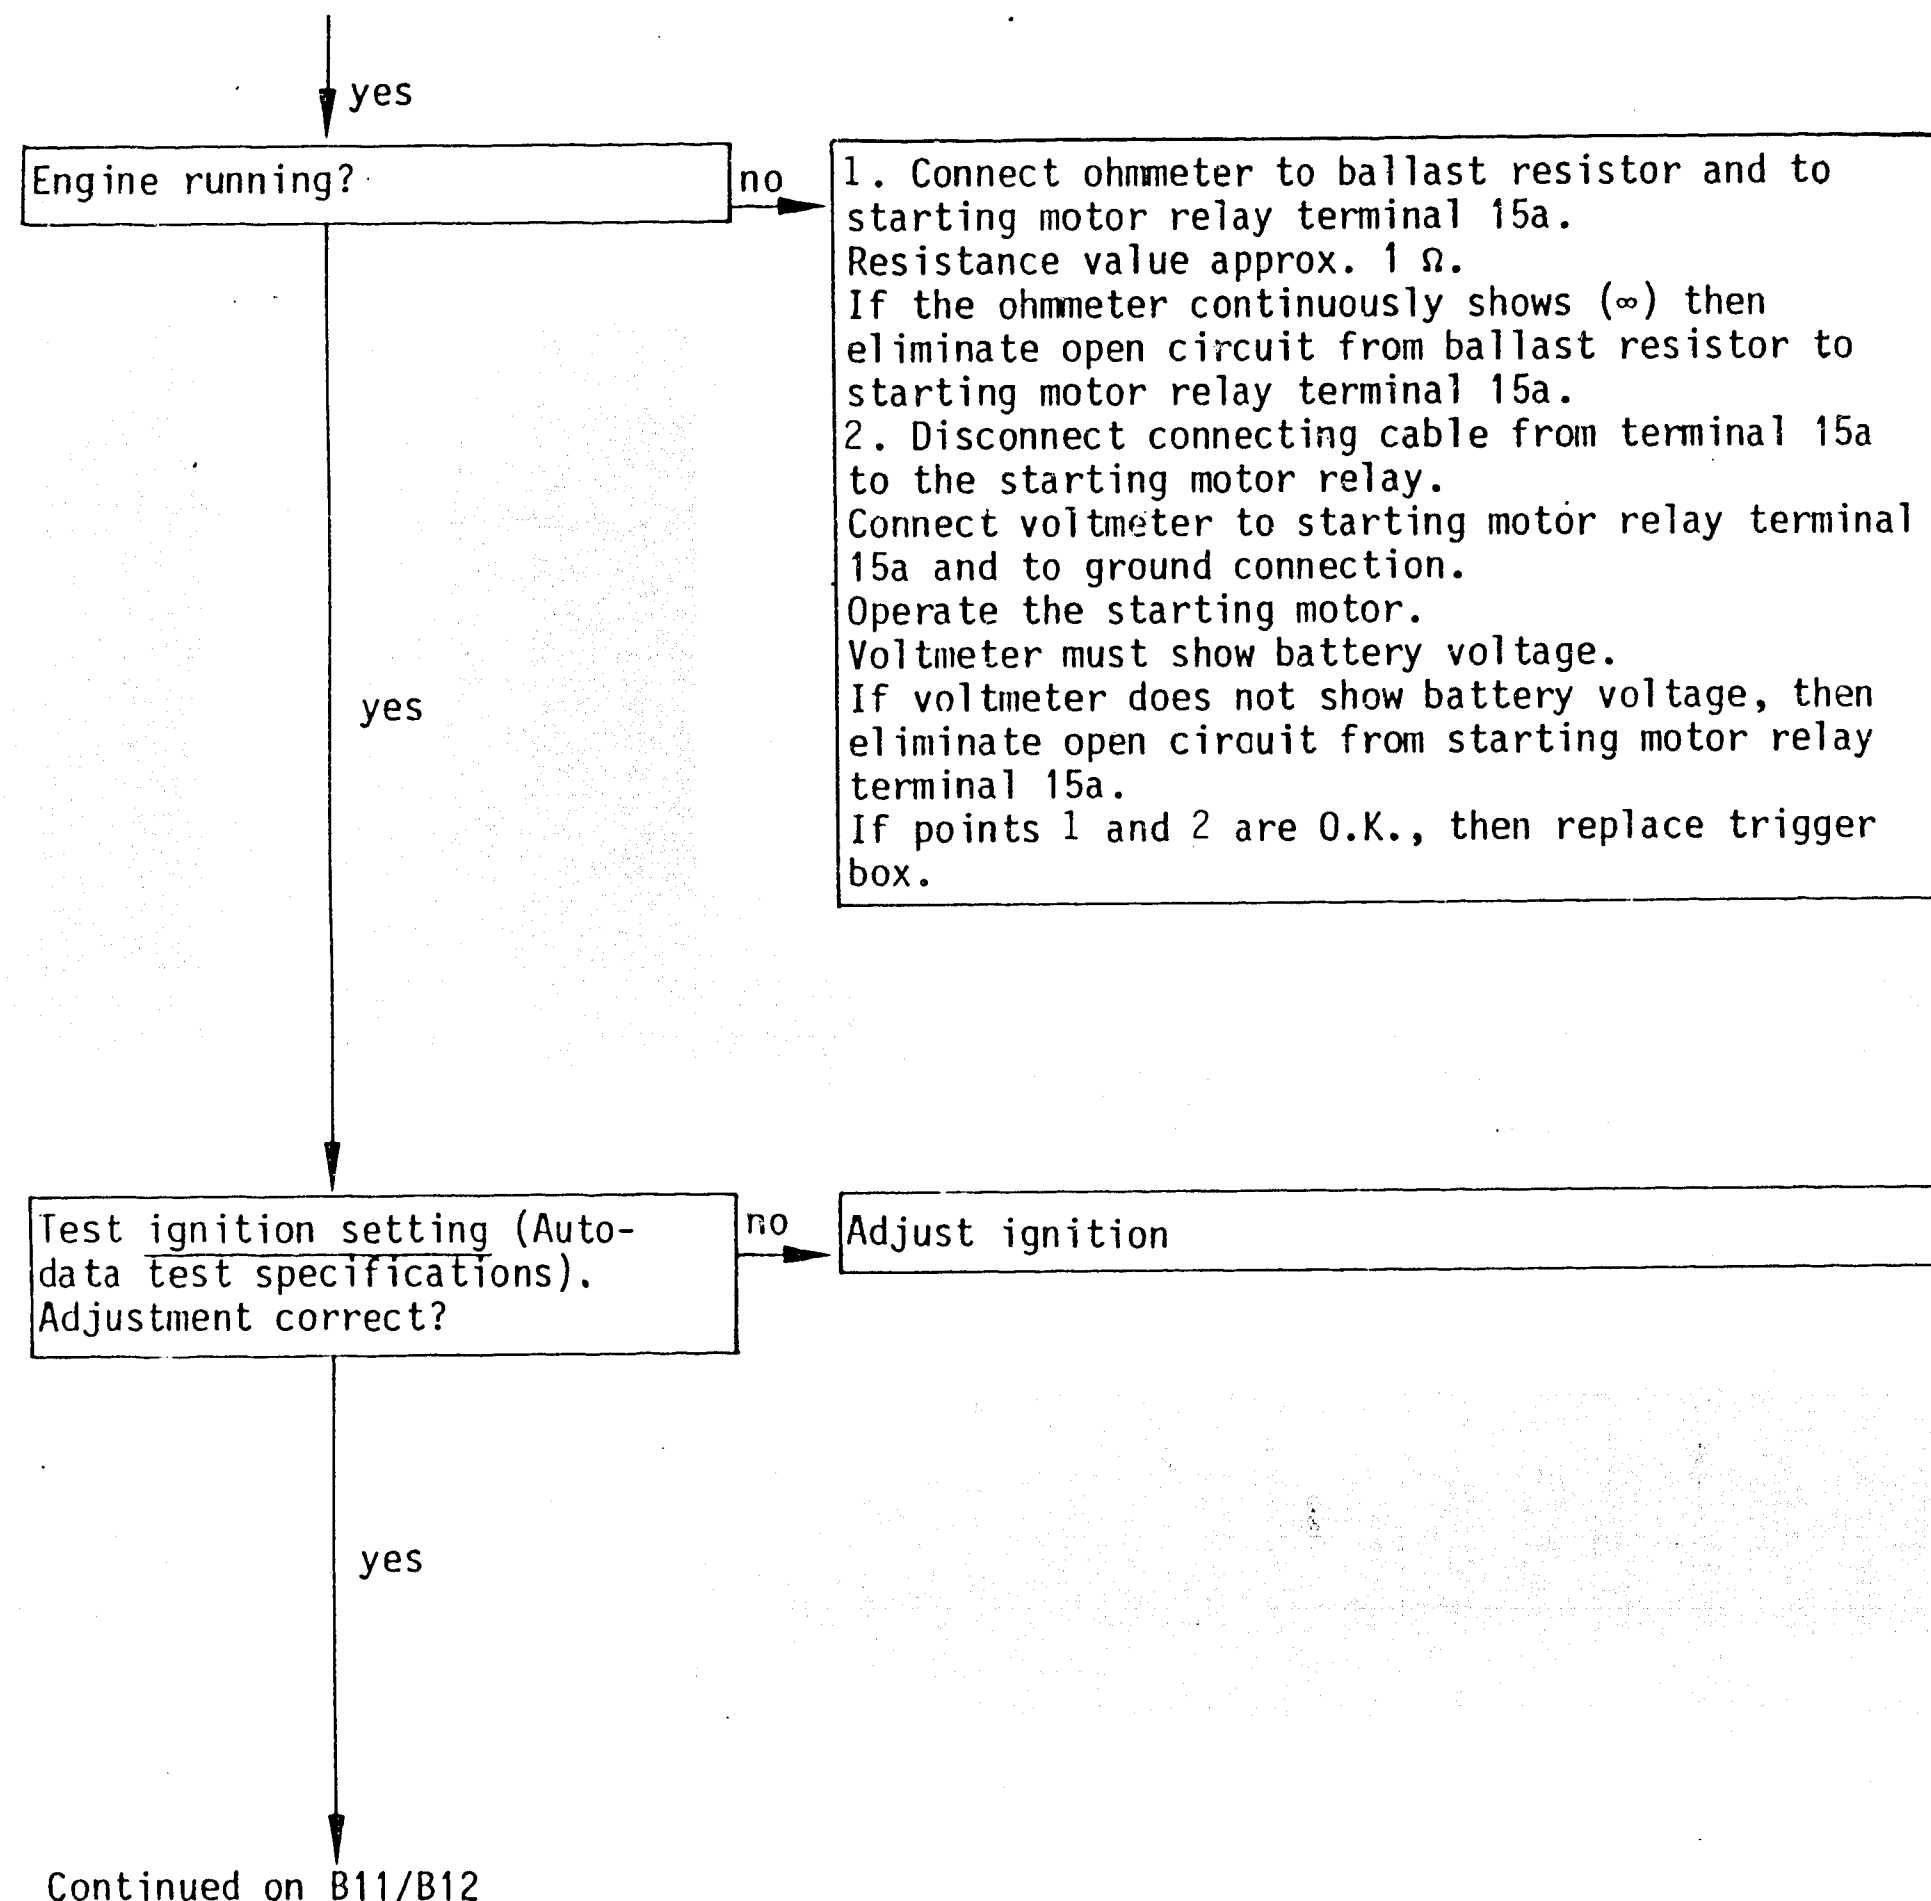 yes
Engine running?
no
1. Connect ohmmeter to ballast resistor and to
starting motor relay terminal 15a.
Resistance value approx. 1 Ω.
If the ohmmeter continuously shows (∞) then
eliminate open circuit from ballast resistor to
starting motor relay terminal 15a.
2. Disconnect connecting cable from terminal 15a
to the starting motor relay.
Connect voltmeter to starting motor relay terminal
15a and to ground connection.
Operate the starting motor.
Voltmeter must show battery voltage.
If voltmeter does not show battery voltage, then
eliminate open circuit from starting motor relay
terminal 15a.
If points 1 and 2 are O.K., then replace trigger
box.
yes
Test ignition setting (Auto-
data test specifications).
Adjustment correct?
no
Adjust ignition
yes
Continued on B11/B12